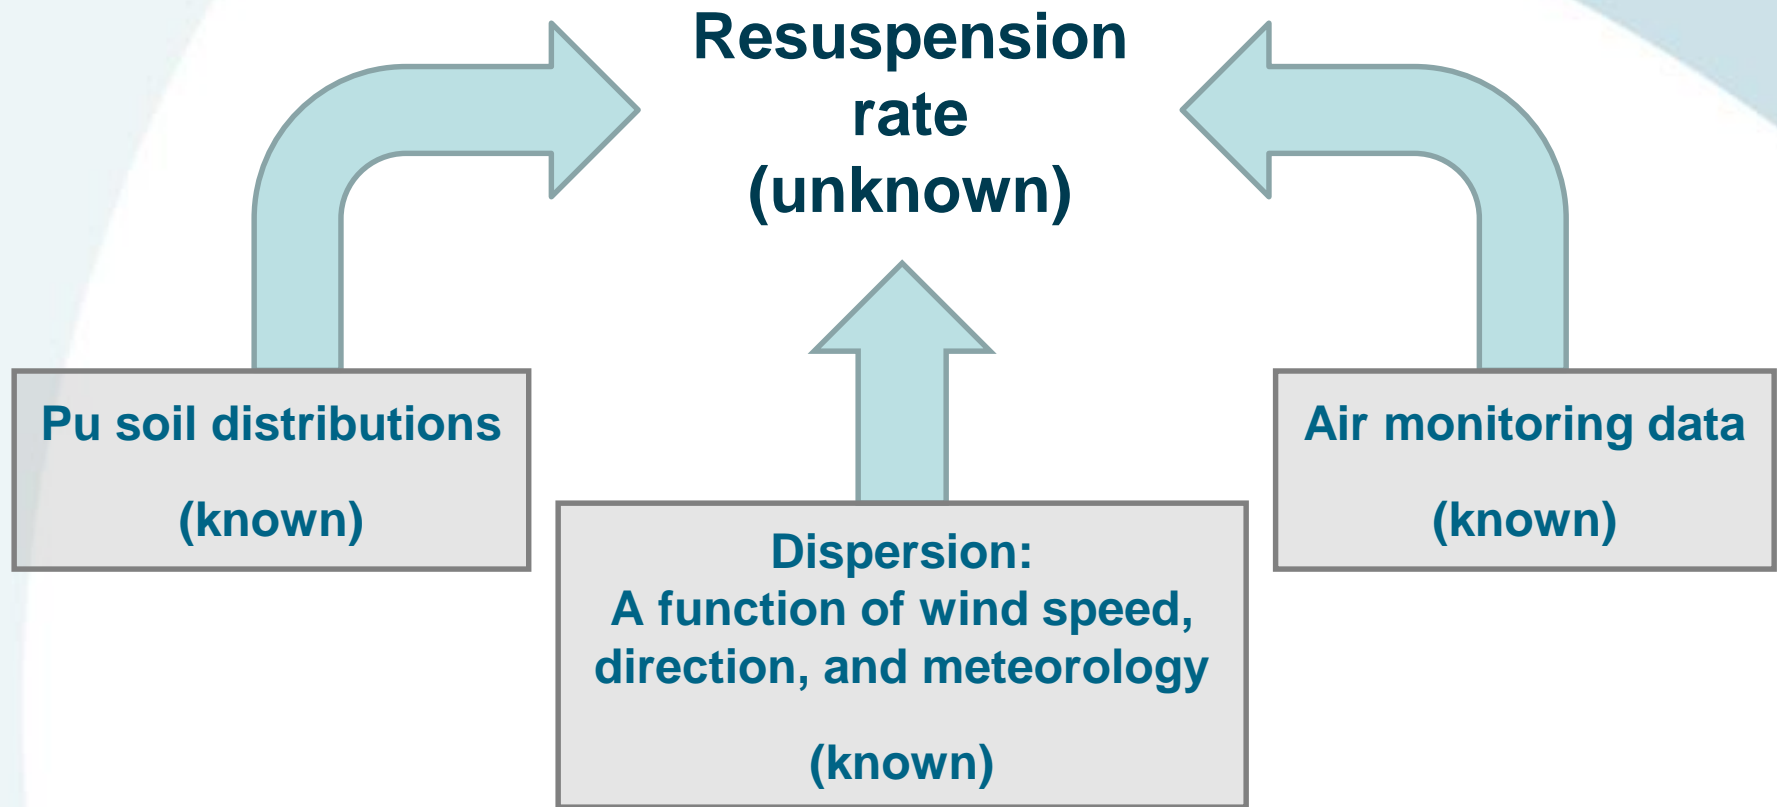 Resuspension
rate
(unknown)
Pu soil distributions
(known)
Dispersion:
A function of wind speed,
direction, and meteorology
(known)
Air monitoring data
(known)